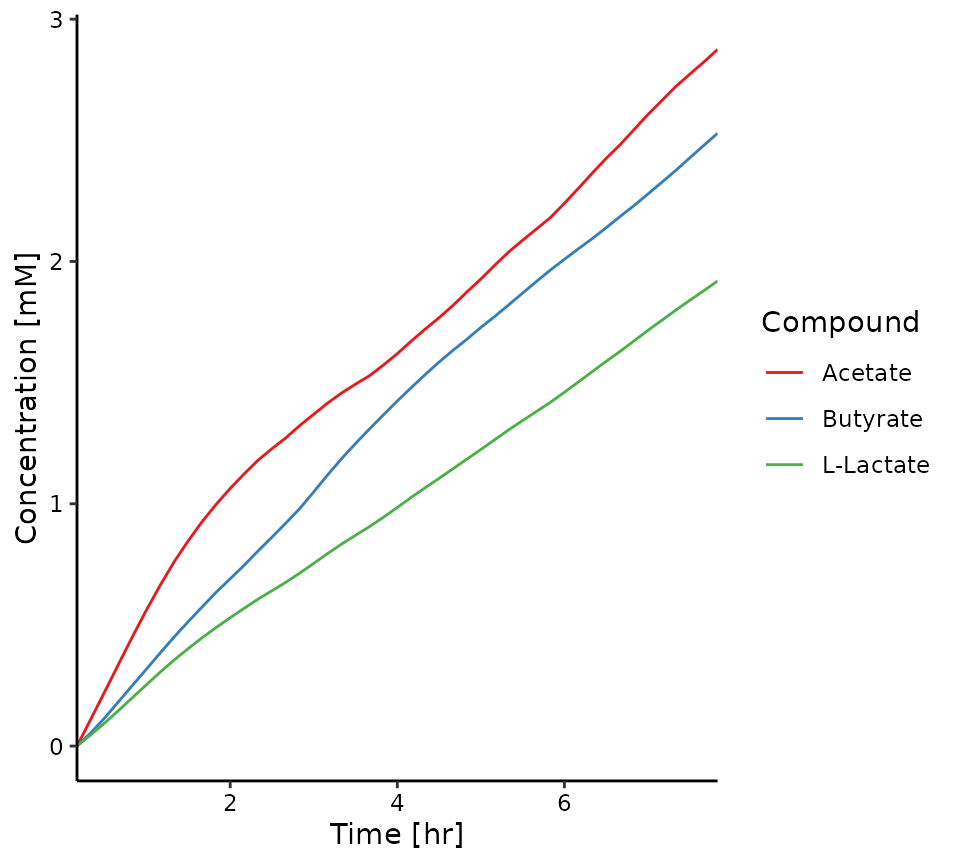 3
2
1
0
Concentration [mM]
2 4 6
Time [hr]
Compound
Acetate
Butyrate
L-Lactate